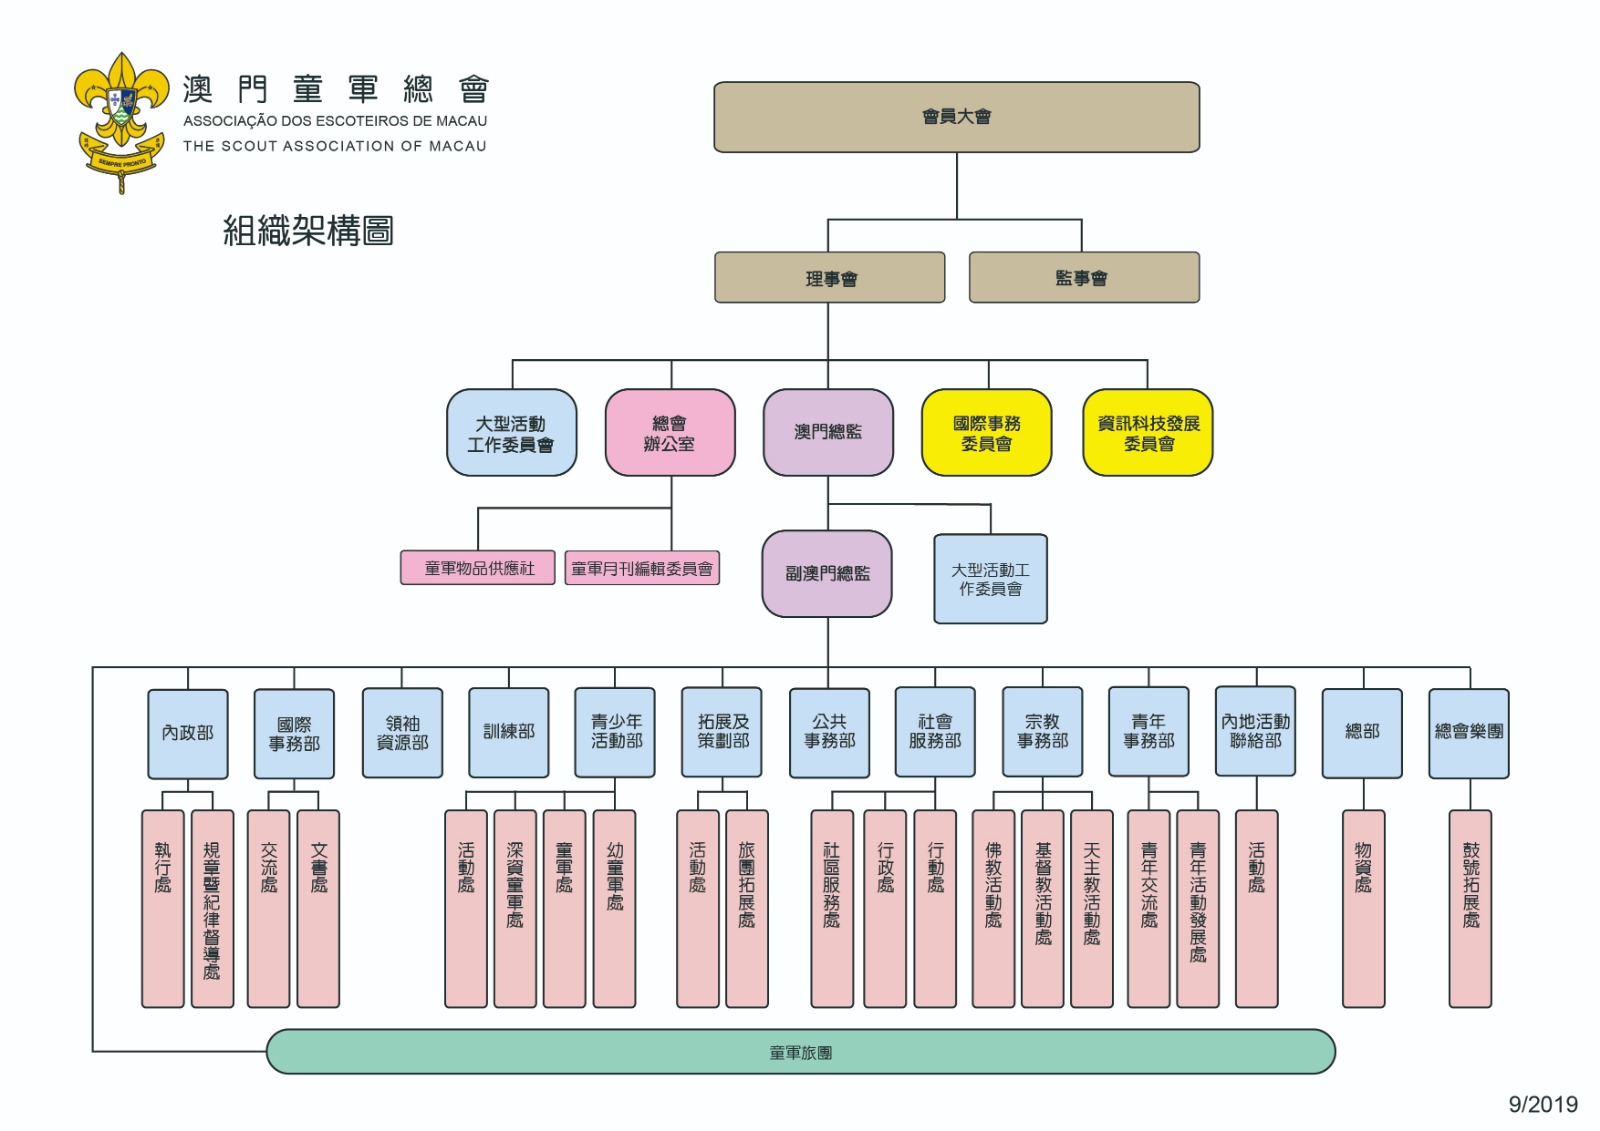 澳門童軍總會
ASSOCIAÇÃO DOS ESCOTEIROS DE MACAU
THE SCOUT ASSOCIATION OF MACAU
SEMPRE PRONTO
組織架構圖
會員大會
理事會
監事會
大型活動
工作委員會
總會
辦公室
澳門總監
國際事務
委員會
資訊科技發展
委員會
童軍物品供應社
童軍月刊編輯委員會
副澳門總監
大型活動工
作委員會
內政部
國際
事務部
領袖
資源部
訓練部
青少年
活動部
拓展及
策劃部
公共
事務部
社會
服務部
宗教
事務部
青年
事務部
內地活動
聯絡部
總部
總會樂團
執行處
規章暨紀律督導處
交流處
文書處
活動處
深資童軍處
童軍處
幼童軍處
活動處
旅團拓展處
社區服務處
行政處
行動處
佛教活動處
基督教活動處
天主教活動處
青年交流處
青年活動發展處
活動處
物資處
鼓號拓展處
童軍旅團
9/2019